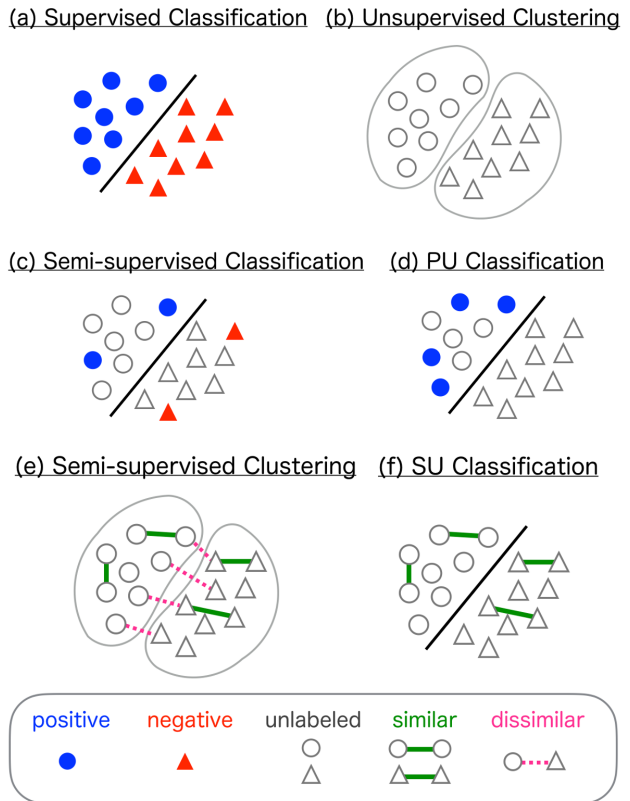 (a) Supervised Classification
(b) Unsupervised Clustering
(c) Semi-supervised Classification
(d) PU Classification
(e) Semi-supervised Clustering
(f) SU Classification
positive negative unlabeled similar dissimilar